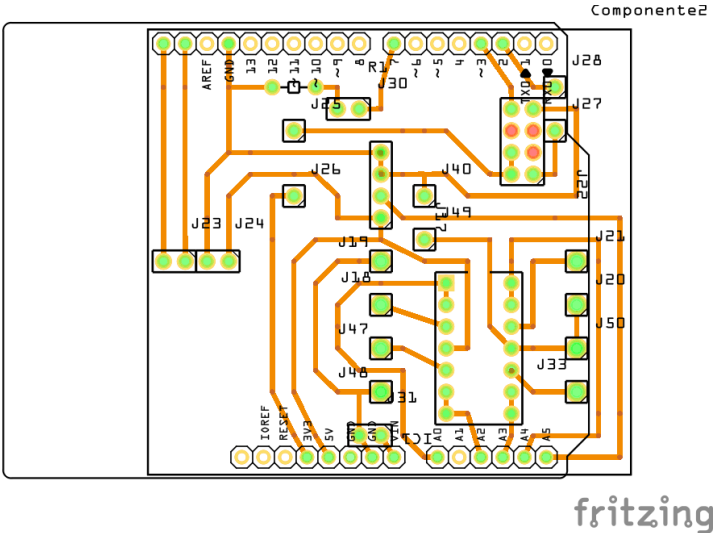 Componente2
AREF
GND
13
12
11
~10
~9
8
7
~6
~5
4
~3
2
1
0
TX0
RX0
R1
J30
J28
J25
J27
J26
J40
J22
J23
J24
J49
J19
J21
J18
J20
J47
J50
J48
J33
J31
IC1
IOREF
RESET
3V3
5V
GND
GND
VIN
A0
A1
A2
A3
A4
A5
fritzing